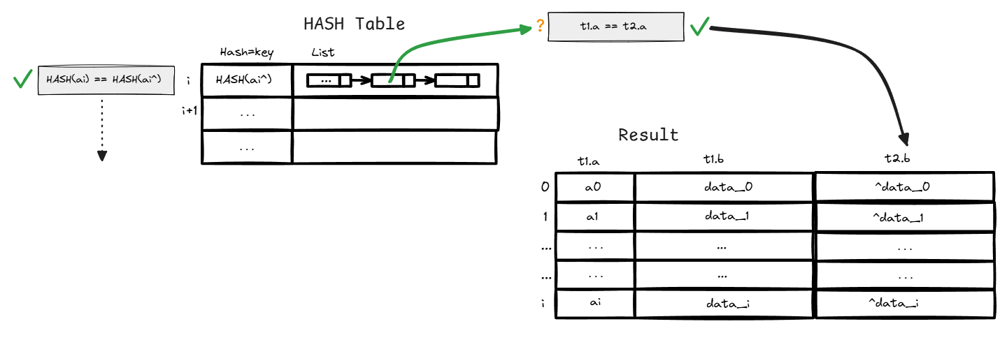 HASH Table
? t1.a == t2.a
Hash=key List
HASH(ai) == HASH(ai^) i HASH(ai^) ...
i+1 ...
...
Result
t1.a t1.b t2.b
0 a0 data_0 ^data_0
1 a1 data_1 ^data_1
... ... ... ...
... ... ... ...
i ai data_i ^data_i